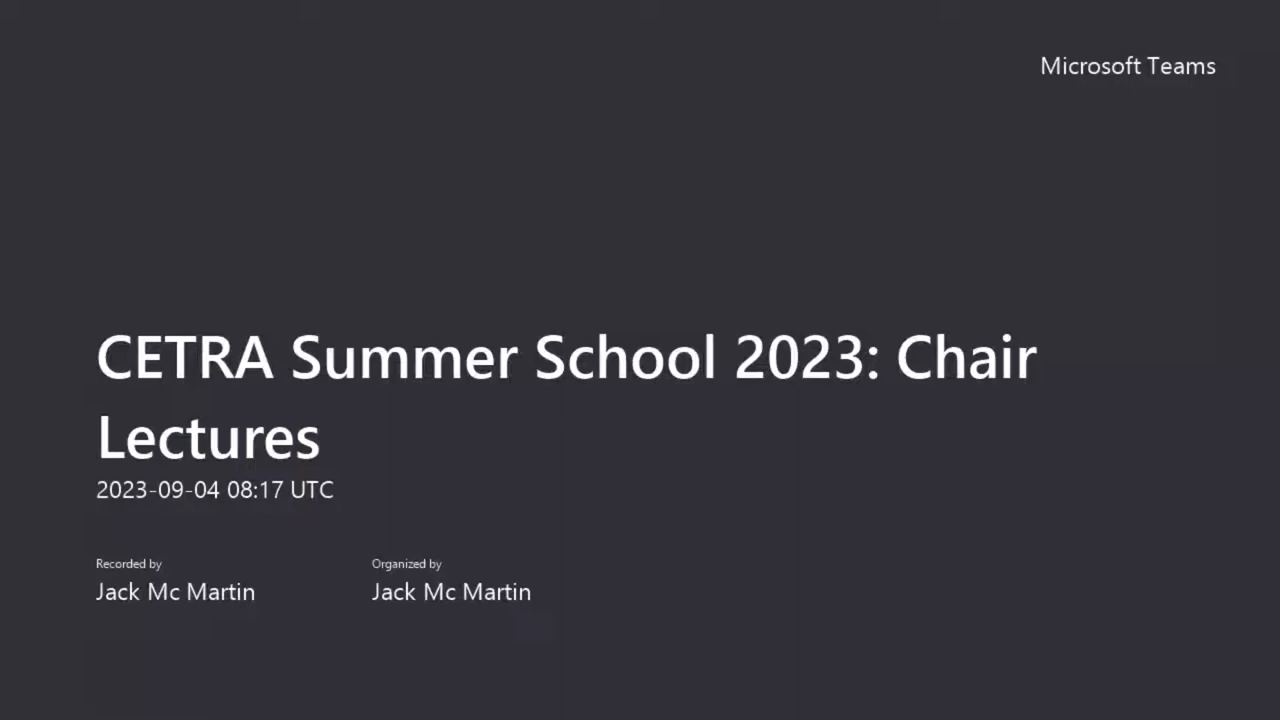 Microsoft Teams
CETRA Summer School 2023: Chair
Lectures
2023-09-04 08:17 UTC
Recorded by
Jack Mc Martin
Organized by
Jack Mc Martin